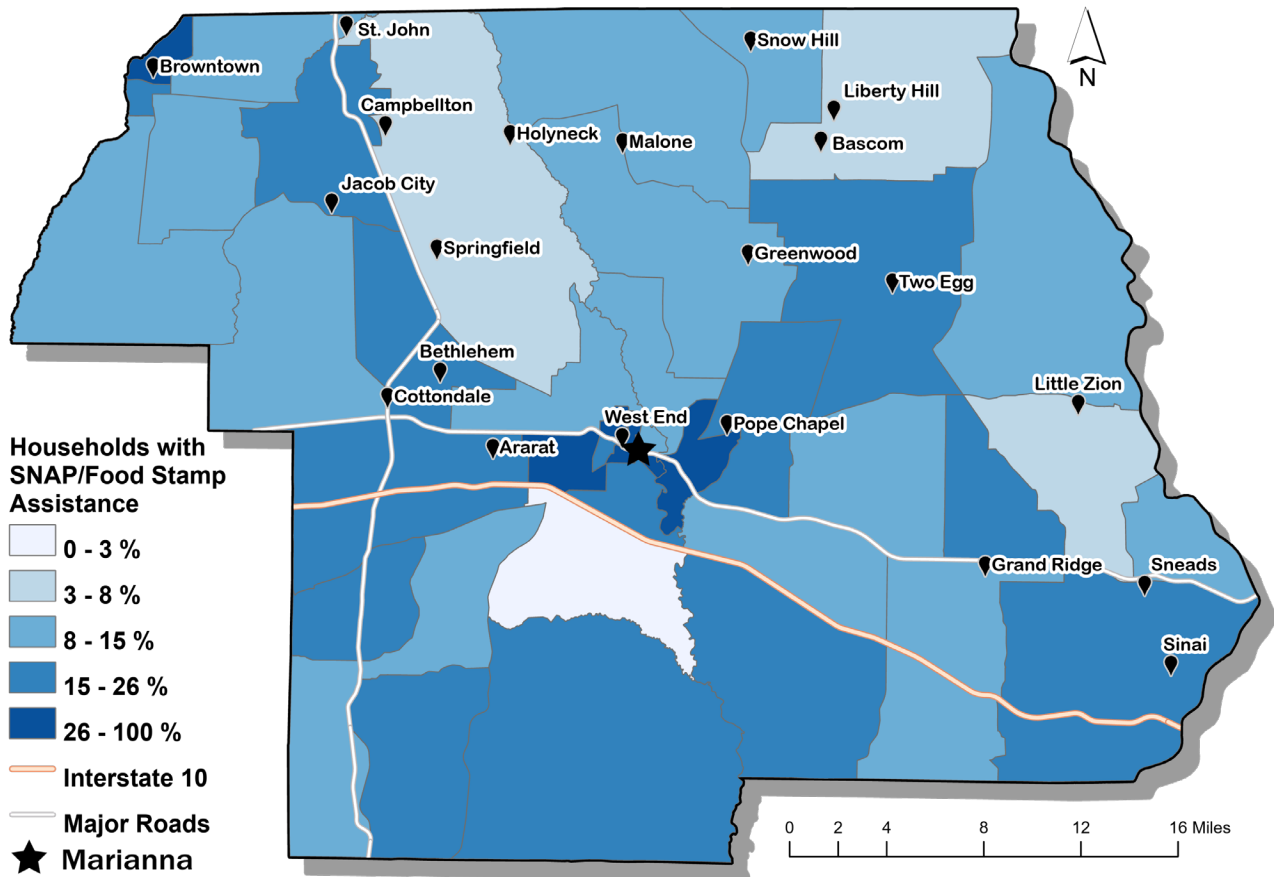 St. John
Snow Hill
N
Browntown
Liberty Hill
Campbellton
Holyneck
Malone
Bascom
Jacob City
Springfield
Greenwood
Two Egg
Bethlehem
Little Zion
Cottondale
West End
Pope Chapel
Ararat
Households with
SNAP/Food Stamp
Assistance
0 - 3 %
3 - 8 %
8 - 15 %
15 - 26 %
26 - 100 %
Interstate 10
Major Roads
Marianna
Grand Ridge
Sneads
Sinai
0 2 4 8 12 16 Miles